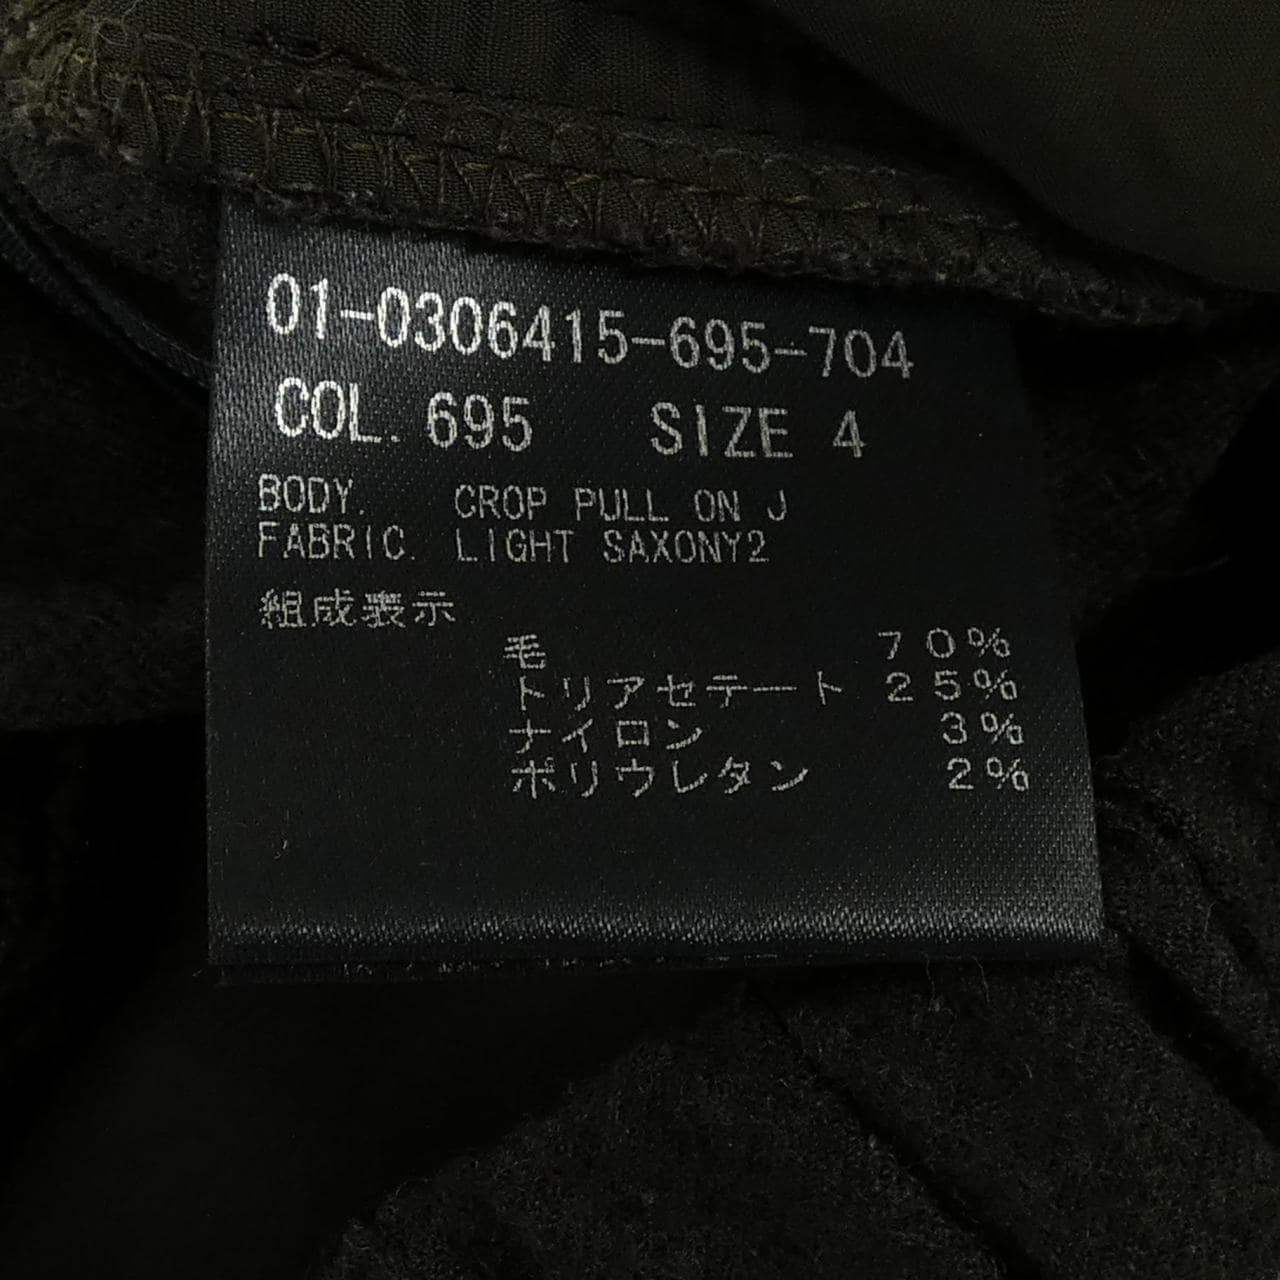 01-0306415-695-704
COL. 695 SIZE 4
BODY. CROP PULL ON J
FABRIC. LIGHT SAXONY2
組成表示
毛 70%
トリアセテート 25%
ナイロン 3%
ポリウレタン 2%